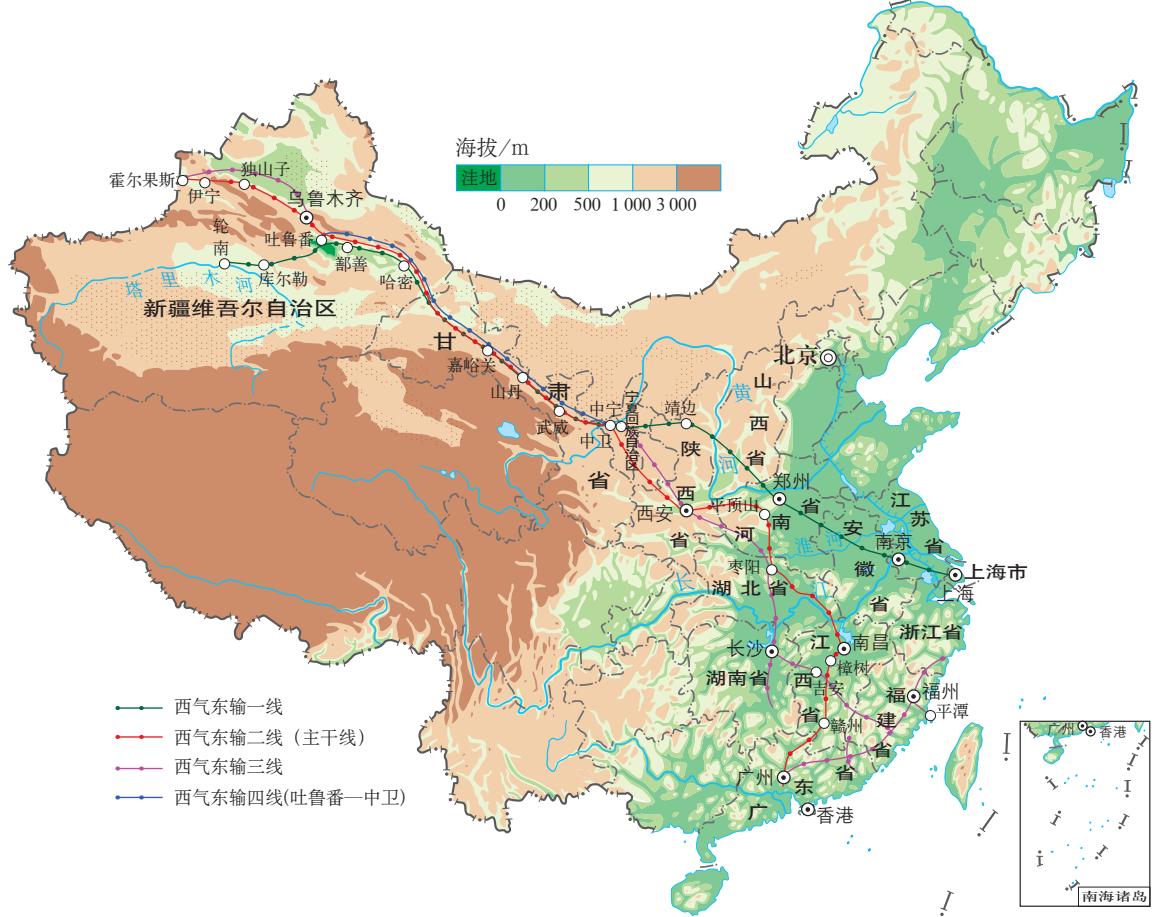 海拔/m
洼地
0 200 500 1 000 3 000
霍尔果斯
伊宁
独山子
乌鲁木齐
轮南
吐鲁番
鄯善
库尔勒
哈密
塔里木河
新疆维吾尔自治区
甘肃省
嘉峪关
山丹
武威
中宁
中卫
宁夏回族自治区
靖边
黄河
北京
山西省
陕西省
西安
平顶山
郑州
河南省
江苏省
安徽省
淮河
南京
上海市
上海
枣阳
长江
湖北省
浙江省
长沙
湖南省
江西省
南昌
樟树
吉安
赣州
福建省
福州
平潭
广州
广东省
香港
西气东输一线
西气东输二线（主干线）
西气东输三线
西气东输四线(吐鲁番—中卫)
广州
香港
南海诸岛